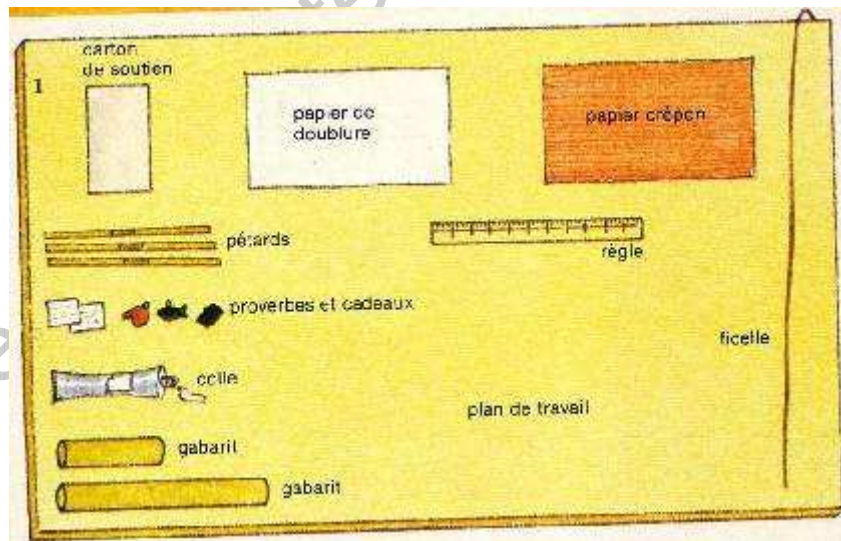 carton
de soutien
1
papier de
doublure
papier crépon
pétards
règle
proverbes et cadeaux
ficelle
colle
plan de travail
gabarit
gabarit